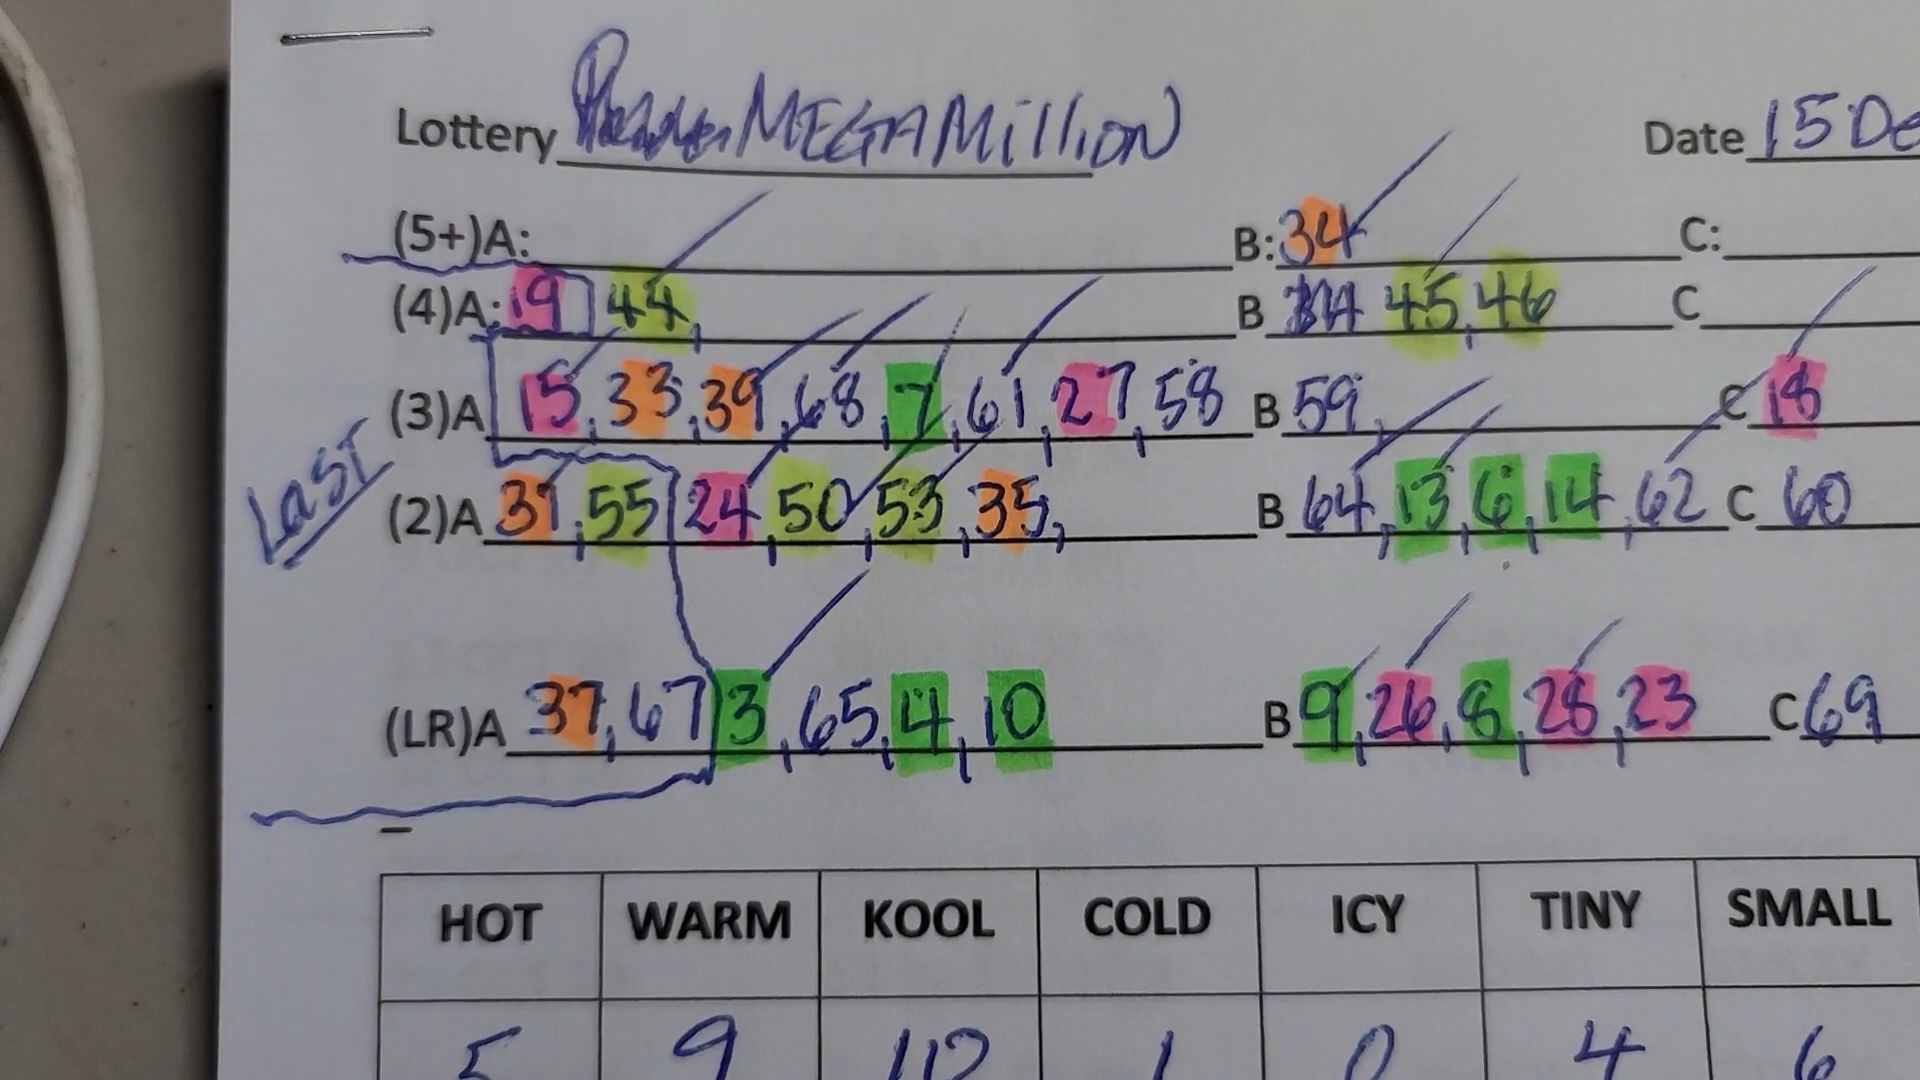 Lottery MEGA Million Date 15 De
(5+)A: B: 34 C:
(4)A: 19 44, B 45, 46 C
(3)A 15, 33, 39, 68, 7, 61, 27, 58 B 59, C 18
LAST
(2)A 31, 55 24, 50, 53, 35, B 64, 13, 6, 14, 62 C 60
(LR)A 37, 67 3, 65, 4, 10 B 9, 26, 8, 28, 23 C 69
HOT WARM KOOL COLD ICY TINY SMALL
5 9 10 1 0 4 6